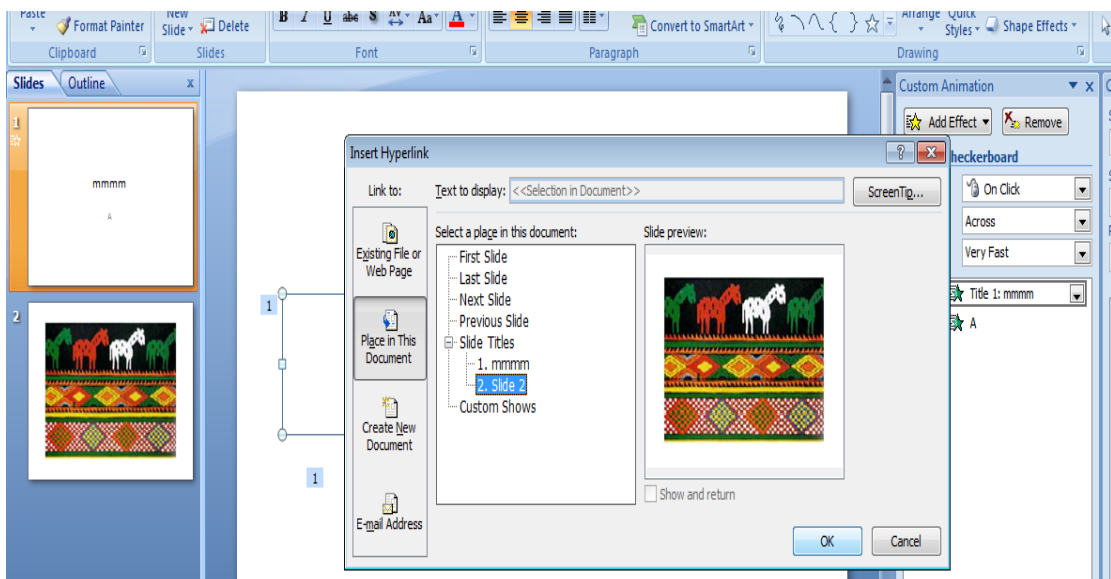 Paste
Format Painter
New
Slide
Delete
B I U abe S AV Aa A
Convert to SmartArt
Arrange
Quick
Styles
Shape Effects
Clipboard
Slides
Font
Paragraph
Drawing
Slides Outline x
1
mmmm
A
2
1
1
Insert Hyperlink
Link to:
Text to display: <<Selection in Document>>
ScreenTip...
Existing File or
Web Page
Place in This
Document
Create New
Document
E-mail Address
Select a place in this document:
First Slide
Last Slide
Next Slide
Previous Slide
Slide Titles
1. mmmm
2. Slide 2
Custom Shows
Slide preview:
Show and return
OK
Cancel
Custom Animation
Add Effect
Remove
heckerboard
On Click
Across
Very Fast
Title 1: mmmm
A